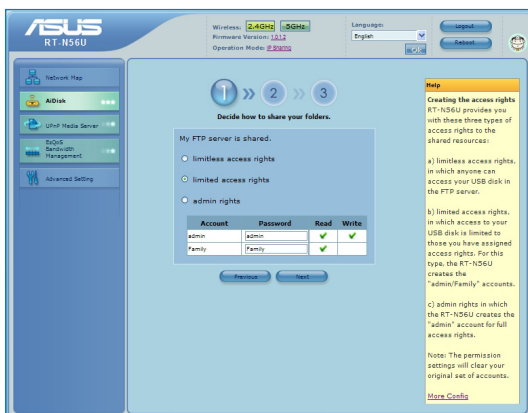 ASUS
RT-N56U
Wireless: 2.4GHz 5GHz
Firmware Version: 1.0.1.2
Operation Mode: IP Sharing
Language:
English
Logout
Reboot
Network Map
AiDisk
UPnP Media Server
EzQoS
Bandwidth
Management
Advanced Setting
1 » 2 » 3
Decide how to share your folders.
My FTP server is shared.
limitless access rights
limited access rights
admin rights
Account Password Read Write
admin admin
Family Family
Previous Next
Help
Creating the access rights
RT-N56U provides you
with these three types of
access rights to the
shared resources:
a) limitless access rights,
in which anyone can
access your USB disk in
the FTP server.
b) limited access rights,
in which access to your
USB disk is limited to
those you have assigned
access rights. For this
type, the RT-N56U
creates the
"admin/Family" accounts.
c) admin rights in which
the RT-N56U creates the
"admin" account for full
access rights.
Note: The permission
settings will clear your
original set of accounts.
More Config